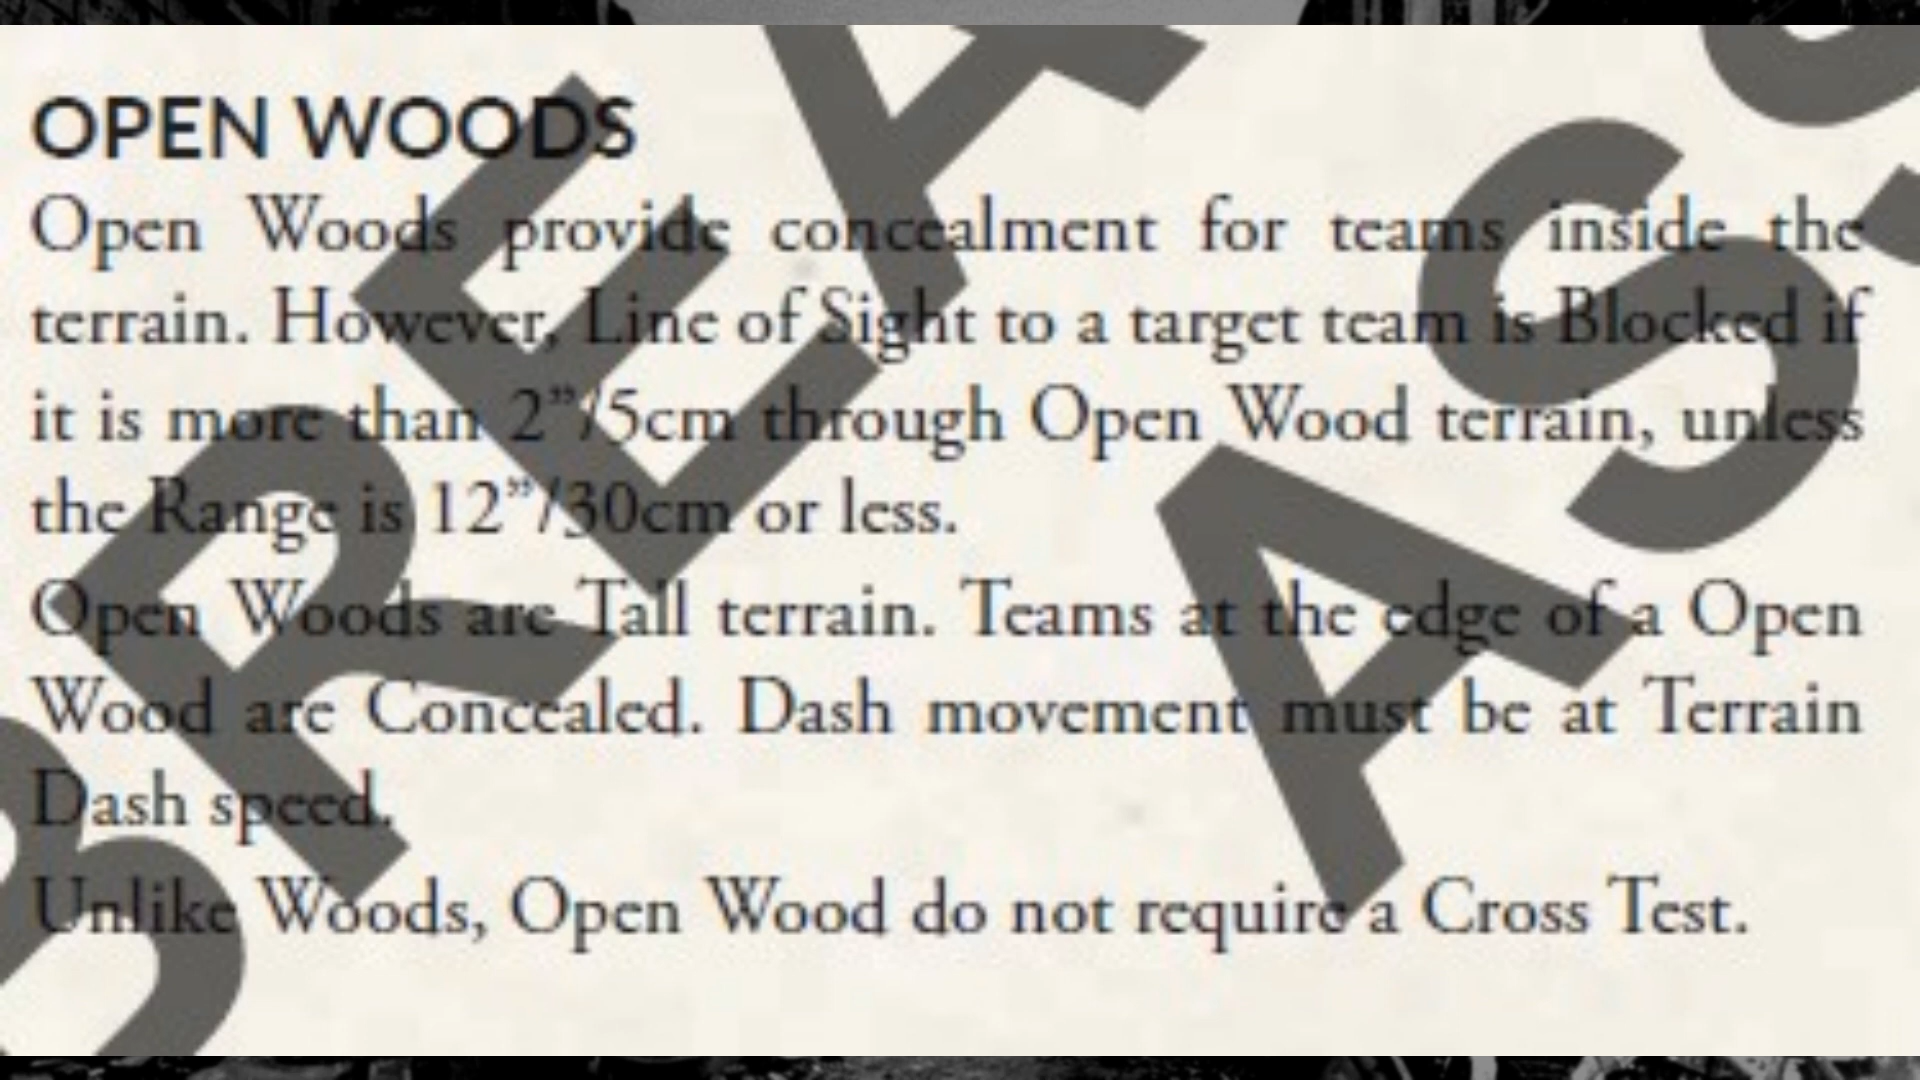 OPEN WOODS
Open Woods provide concealment for teams inside the
terrain. However, Line of Sight to a target team is Blocked if
it is more than 2”/5cm through Open Wood terrain, unless
the Range is 12”/30cm or less.
Open Woods are Tall terrain. Teams at the edge of a Open
Wood are Concealed. Dash movement must be at Terrain
Dash speed.
Unlike Woods, Open Wood do not require a Cross Test.
BREA
ASS